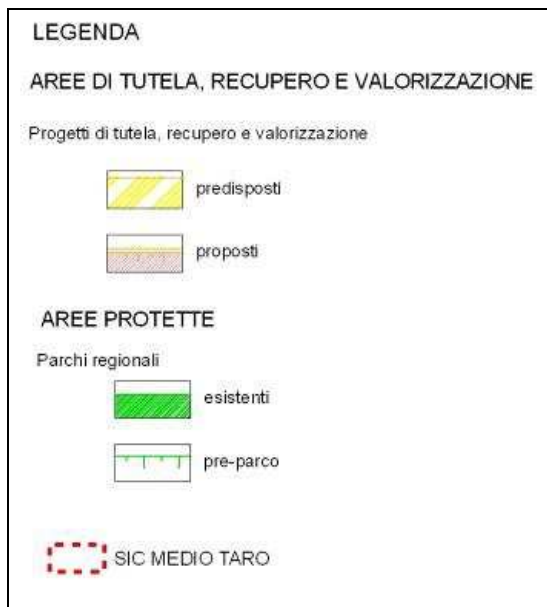 LEGENDA
AREE DI TUTELA, RECUPERO E VALORIZZAZIONE
Progetti di tutela, recupero e valorizzazione
predisposti
proposti
AREE PROTETTE
Parchi regionali
esistenti
pre-parco
SIC MEDIO TARO